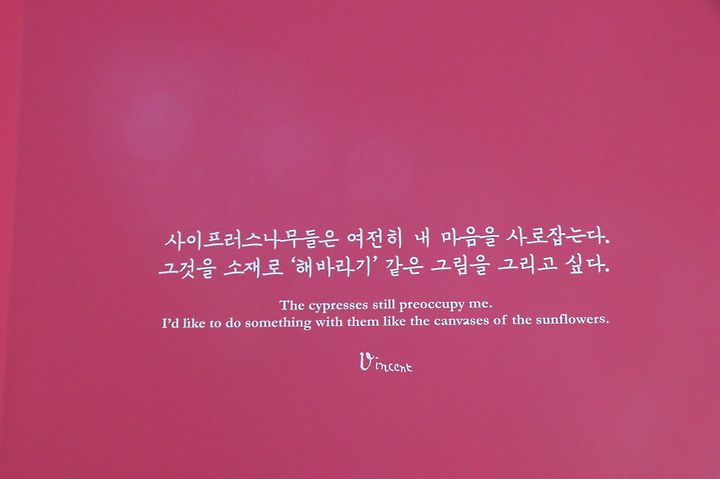 사이프러스나무들은 여전히 내 마음을 사로잡는다.
그것을 소재로 ‘해바라기’ 같은 그림을 그리고 싶다.
The cypresses still preoccupy me.
I’d like to do something with them like the canvases of the sunflowers.
Vincent